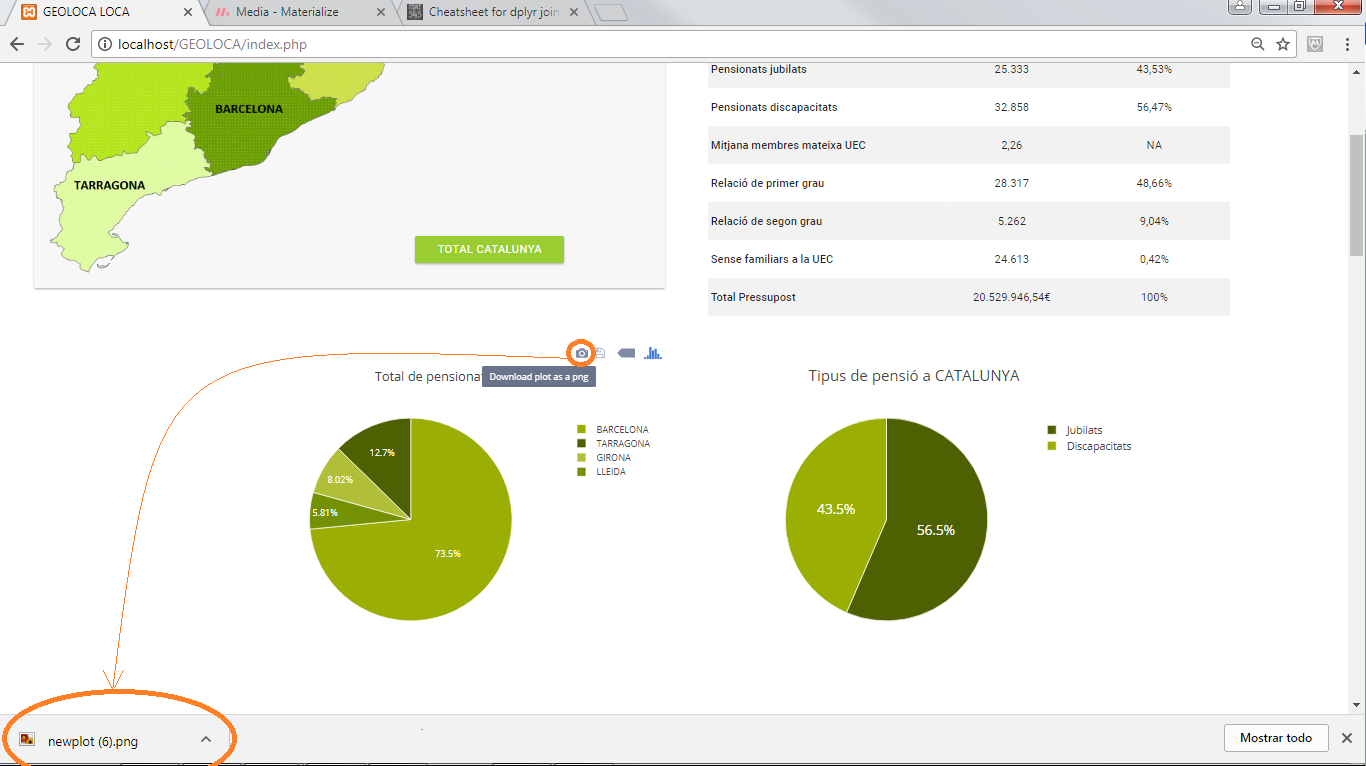 GEOLOCA LOCA
Media - Materialize
Cheatsheet for dplyr join
localhost/GEOLOCA/index.php
BARCELONA
TARRAGONA
TOTAL CATALUNYA
Pensionats jubilats 25.333 43,53%
Pensionats discapacitats 32.858 56,47%
Mitjana membres mateixa UEC 2,26 NA
Relació de primer grau 28.317 48,66%
Relació de segon grau 5.262 9,04%
Sense familiars a la UEC 24.613 0,42%
Total Pressupost 20.529.946,54€ 100%
Total de pensionat
Download plot as a png
BARCELONA
TARRAGONA
GIRONA
LLEIDA
12.7%
8.02%
5.81%
73.5%
Tipus de pensió a CATALUNYA
Jubilats
Discapacitats
43.5%
56.5%
newplot (6).png
Mostrar todo